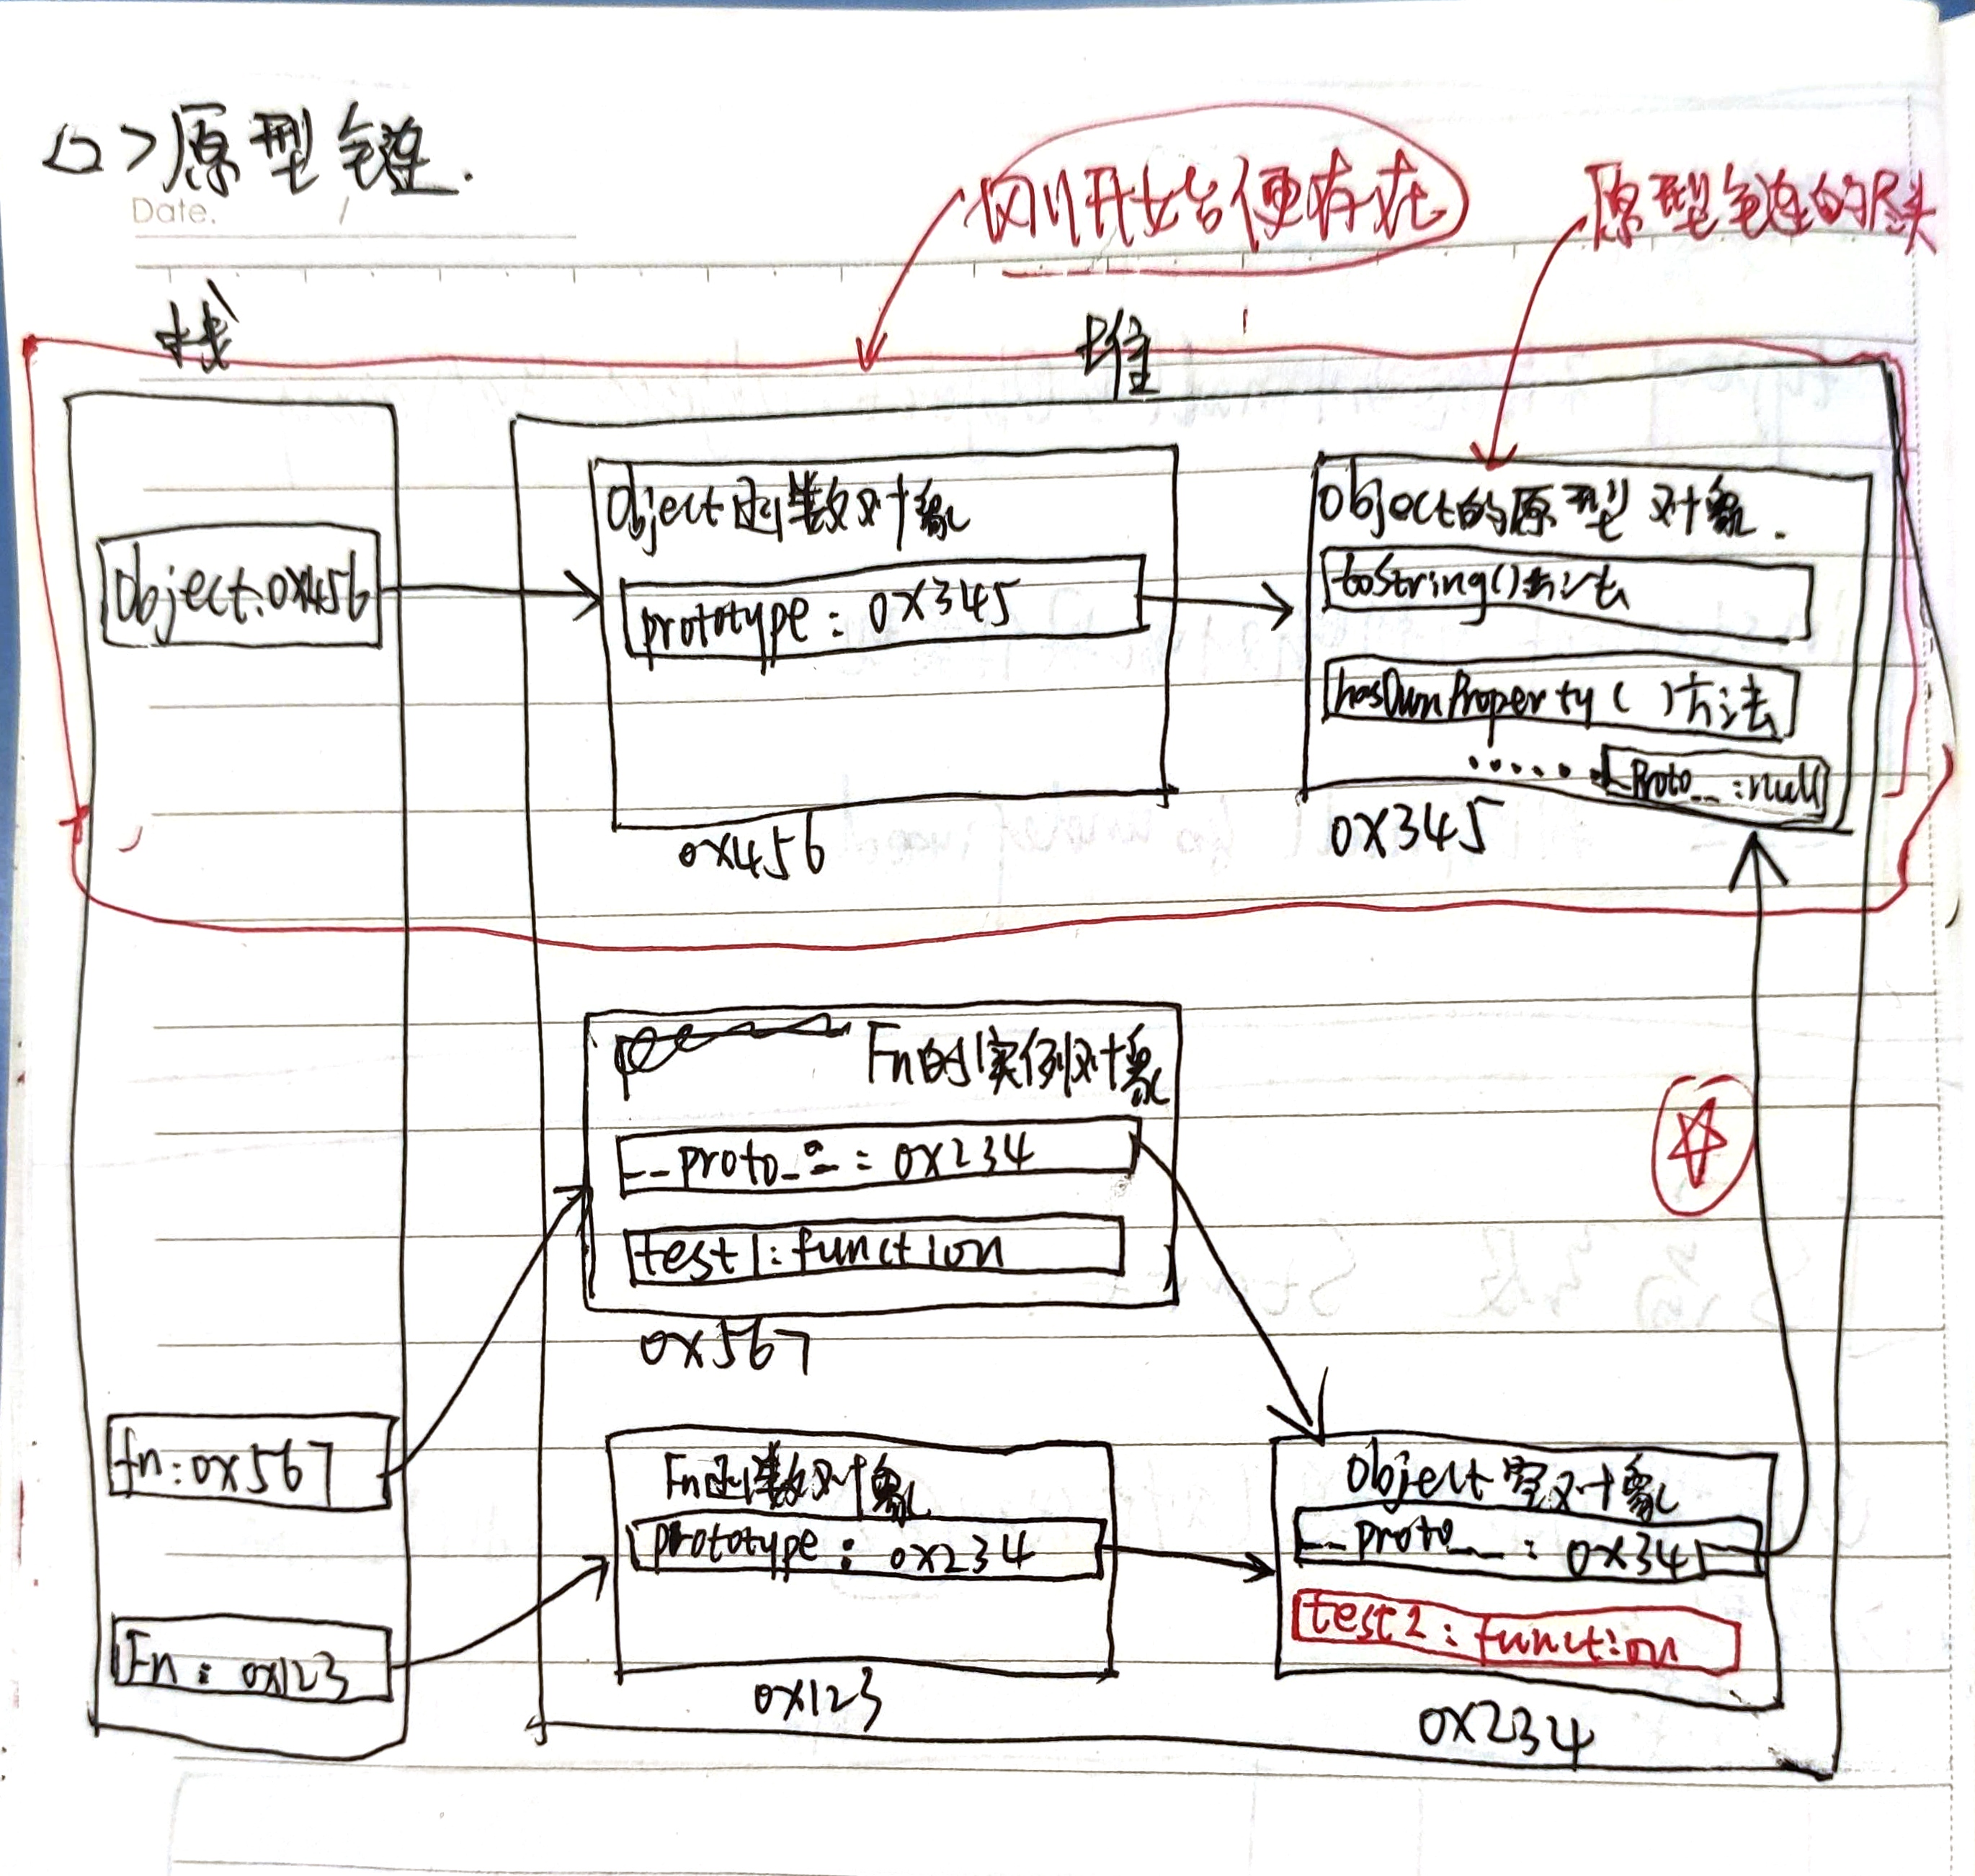 <2>原型链.
Date. /
刚开始便存在
原型链的尽头
栈
堆
Object:0x456
Object函数对象
prototype: 0x345
0x456
Object的原型对象.
toString()方法
hasOwnProperty()方法
......__proto__:null
0x345
Fn的实例对象
__proto__: 0x234
test1:function
0x567
fn:0x567
Fn函数对象
prototype: 0x234
0x123
Object空对象
__proto__: 0x345
test2:function
0x234
Fn: 0x123